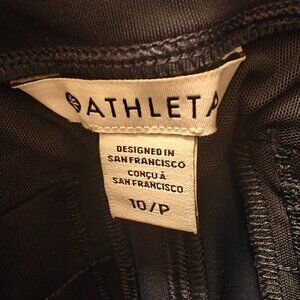 ATHLETA
DESIGNED IN
SAN FRANCISCO
CONÇU À
SAN FRANCISCO
10/P